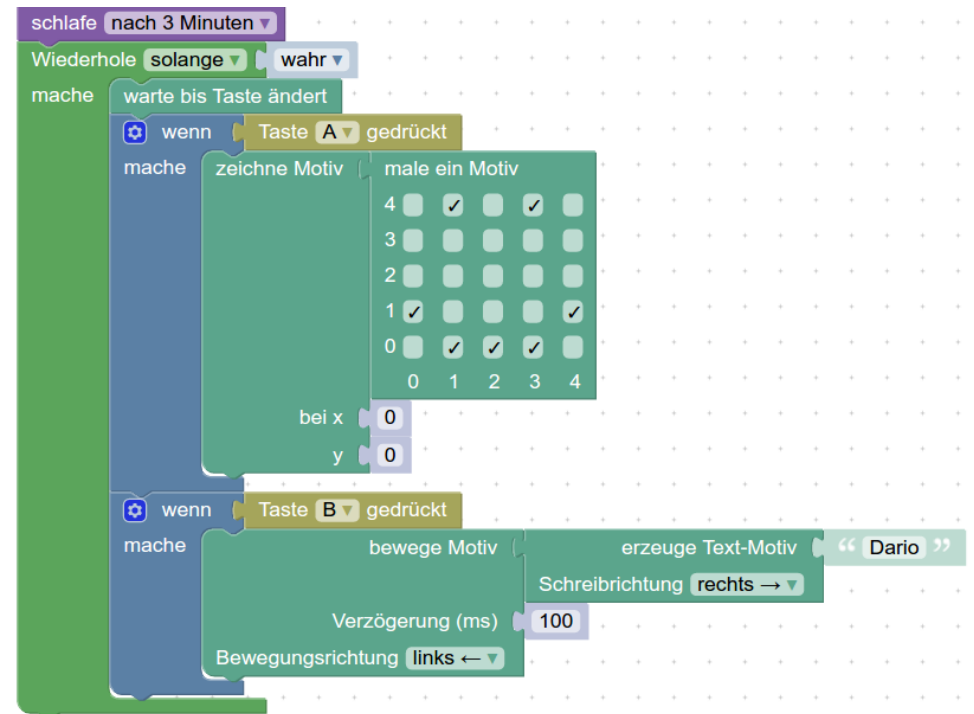 schlafe nach 3 Minuten ▾
Wiederhole solange ▾ wahr ▾
mache warte bis Taste ändert
wenn Taste A ▾ gedrückt
mache zeichne Motiv male ein Motiv
4 ✓ ✓
3
2
1 ✓ ✓
0 ✓ ✓ ✓
0 1 2 3 4
bei x 0
y 0
wenn Taste B ▾ gedrückt
mache bewege Motiv erzeuge Text-Motiv “ Dario ”
Schreibrichtung rechts → ▾
Verzögerung (ms) 100
Bewegungsrichtung links ← ▾